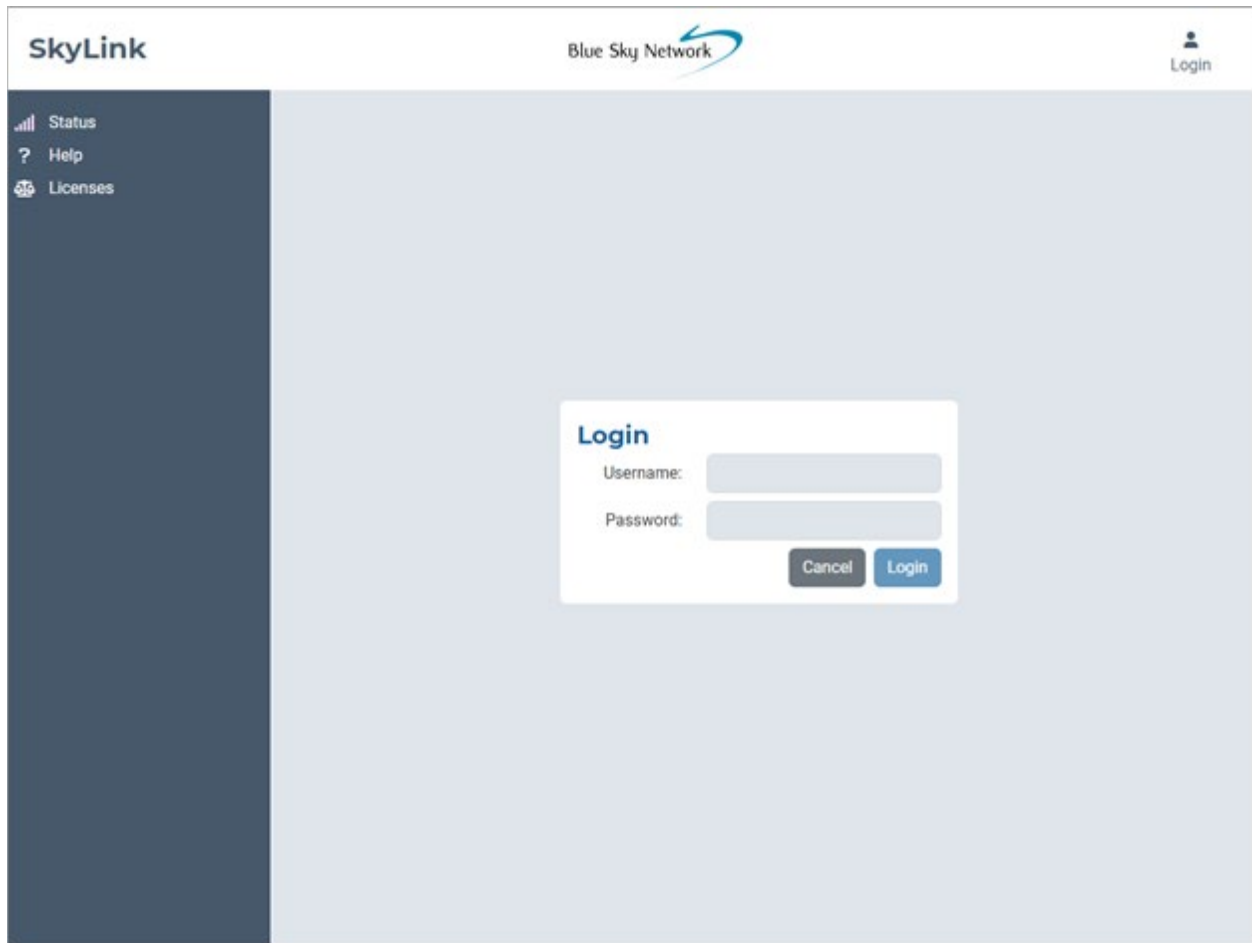 SkyLink
Blue Sky Network
Login
Status
? Help
Licenses
Login
Username:
Password:
Cancel Login